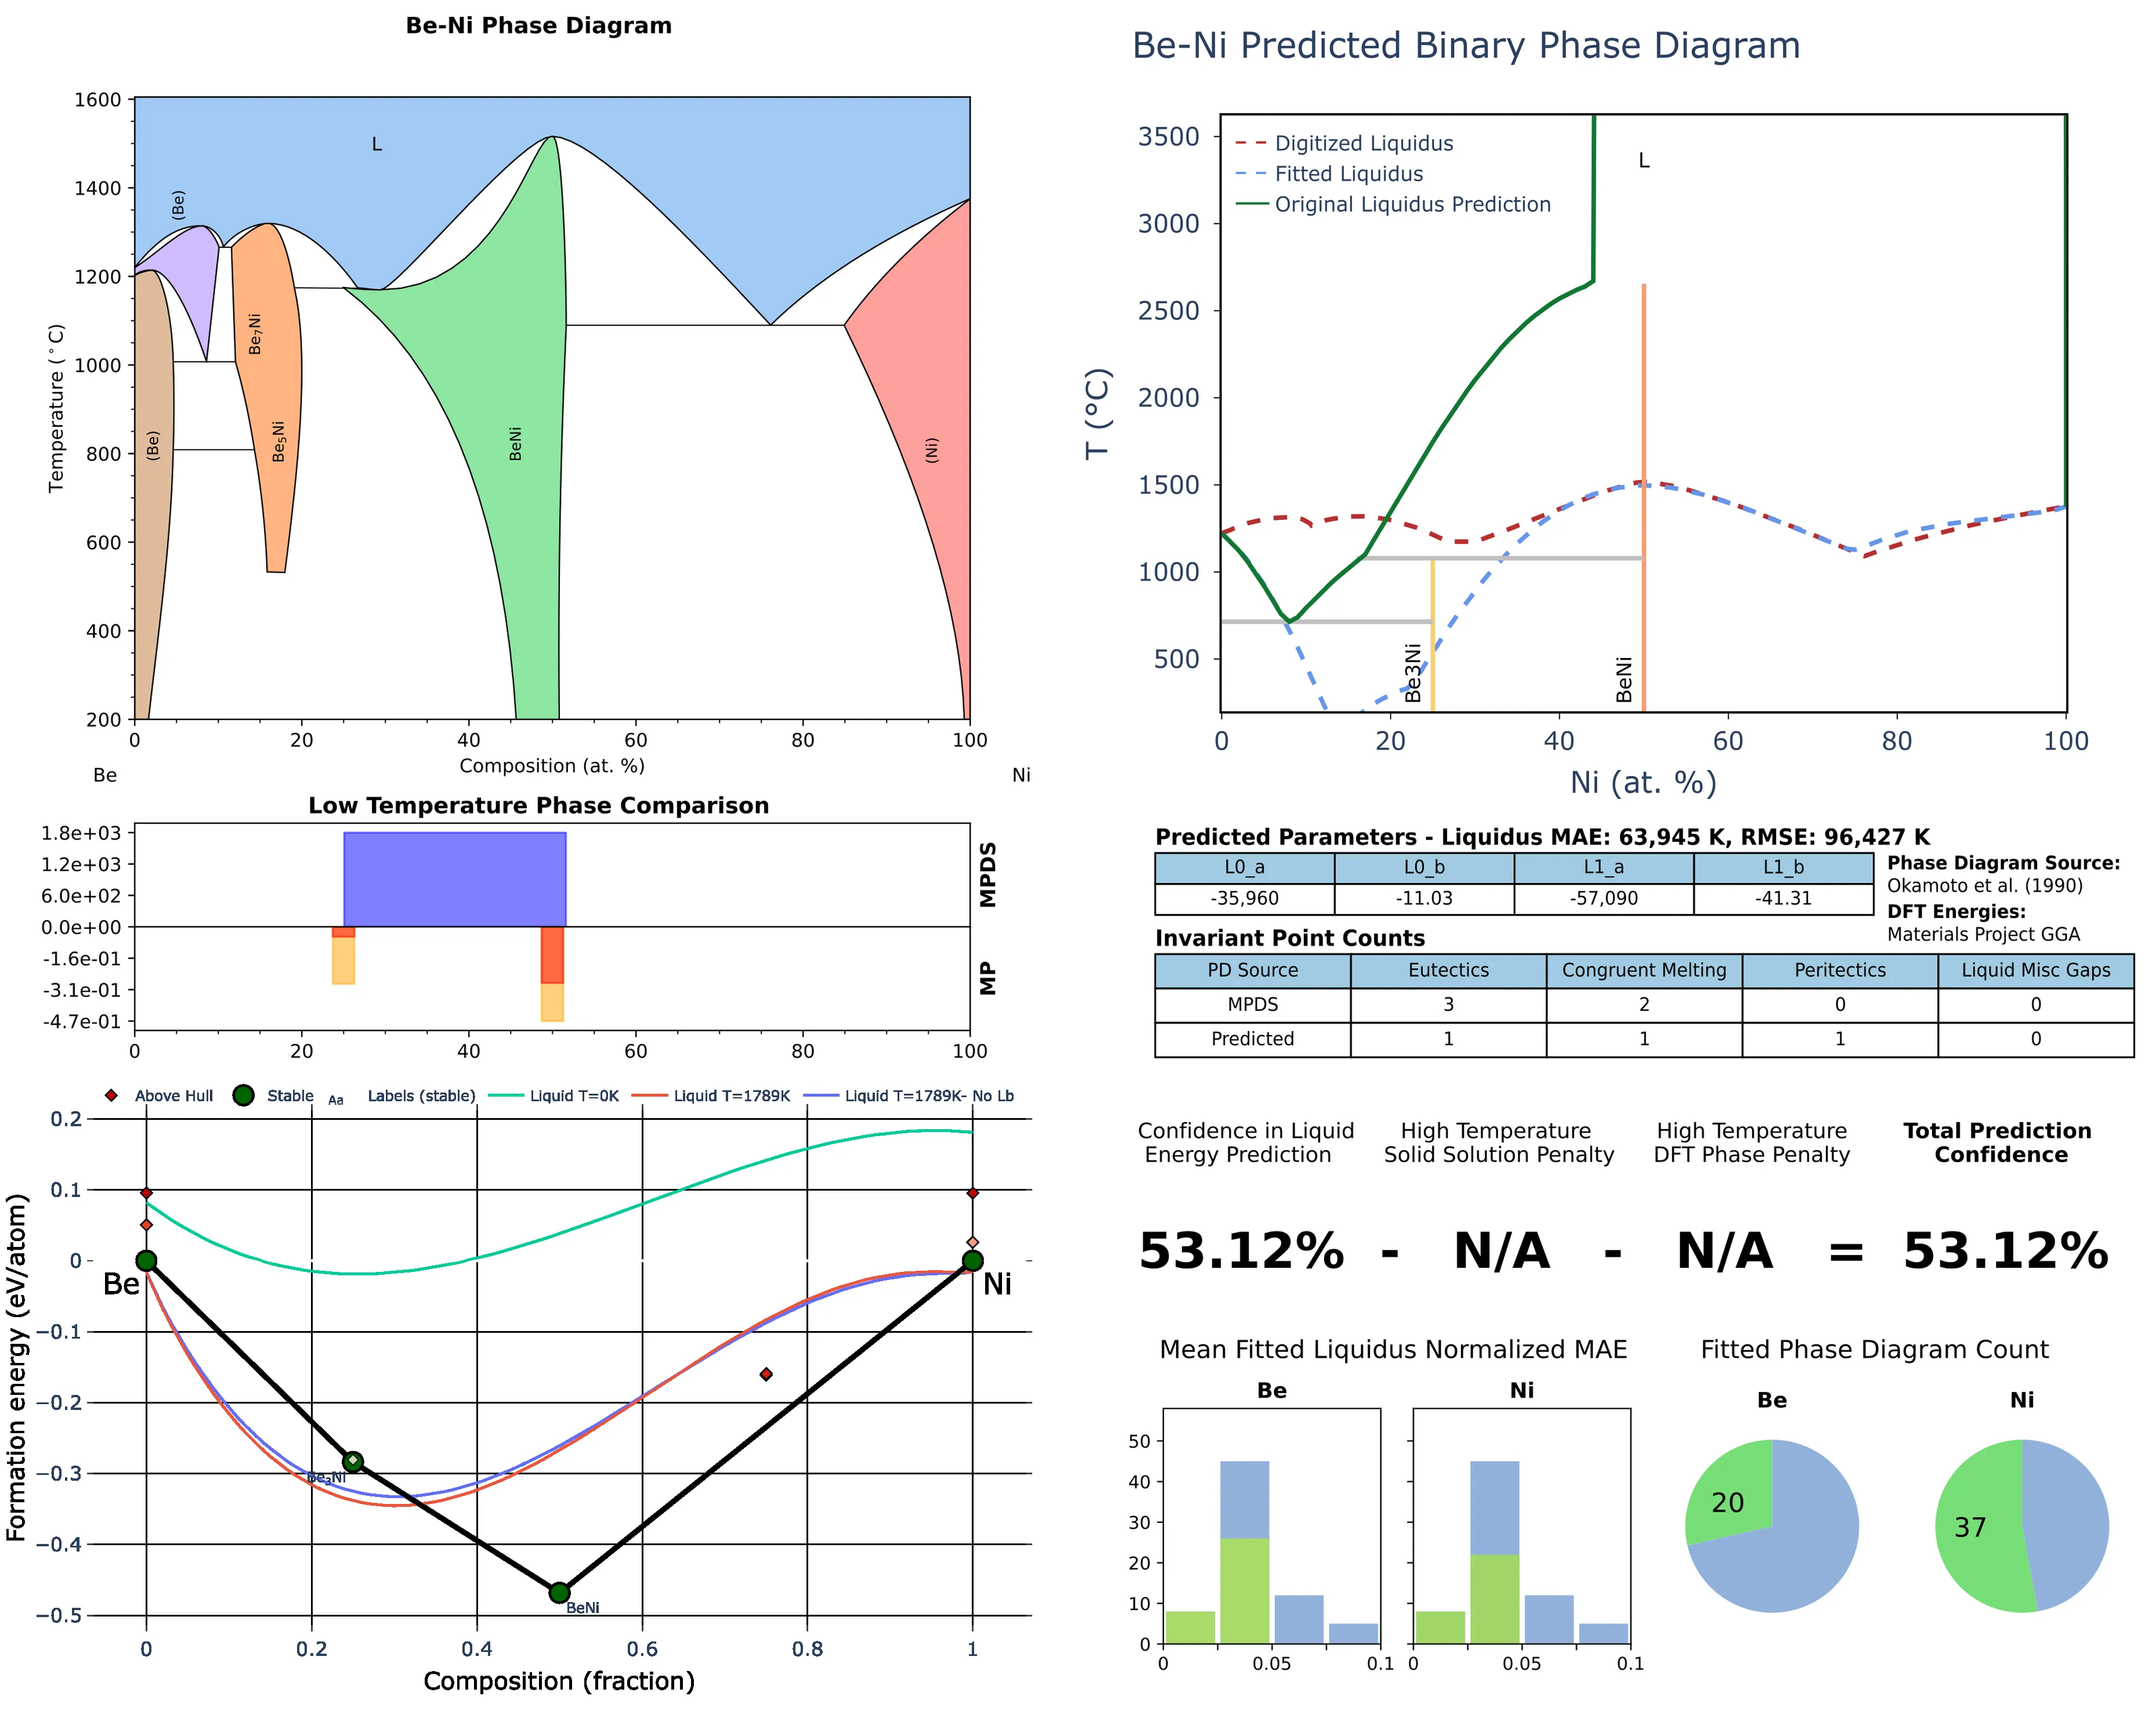 Be-Ni Phase Diagram
1600
1400
1200
1000
800
600
400
200
Temperature (°C)
L
(Be)
(Be)
Be₇Ni
Be₅Ni
BeNi
(Ni)
0 20 40 60 80 100
Composition (at. %)
Be Ni
Be-Ni Predicted Binary Phase Diagram
3500
3000
2500
2000
1500
1000
500
T (°C)
Digitized Liquidus
Fitted Liquidus
Original Liquidus Prediction
L
Be3Ni
BeNi
0 20 40 60 80 100
Ni (at. %)
Low Temperature Phase Comparison
1.8e+03
1.2e+03
6.0e+02
0.0e+00
-1.6e-01
-3.1e-01
-4.7e-01
MPDS
MP
0 20 40 60 80 100
Predicted Parameters - Liquidus MAE: 63,945 K, RMSE: 96,427 K
L0_a L0_b L1_a L1_b
-35,960 -11.03 -57,090 -41.31
Phase Diagram Source:
Okamoto et al. (1990)
DFT Energies:
Materials Project GGA
Invariant Point Counts
PD Source Eutectics Congruent Melting Peritectics Liquid Misc Gaps
MPDS 3 2 0 0
Predicted 1 1 1 0
Above Hull Stable Aa Labels (stable) Liquid T=0K Liquid T=1789K Liquid T=1789K- No Lb
0.2
0.1
0
−0.1
−0.2
−0.3
−0.4
−0.5
Formation energy (eV/atom)
Be
Ni
Be₃Ni
BeNi
0 0.2 0.4 0.6 0.8 1
Composition (fraction)
Confidence in Liquid
Energy Prediction
High Temperature
Solid Solution Penalty
High Temperature
DFT Phase Penalty
Total Prediction
Confidence
53.12% - N/A - N/A = 53.12%
Mean Fitted Liquidus Normalized MAE
Be
Ni
50
40
30
20
10
0
0 0.05 0.1
0 0.05 0.1
Fitted Phase Diagram Count
Be
Ni
20
37